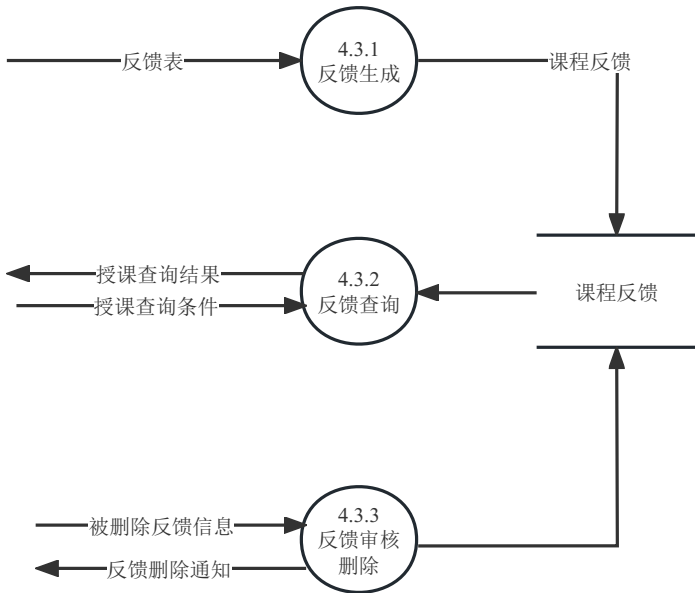 4.3.1
反馈表
反馈生成
课程反馈
授课查询结果
4.3.2
反馈查询
授课查询条件
课程反馈
被删除反馈信息
4.3.3
反馈审核
删除
反馈删除通知